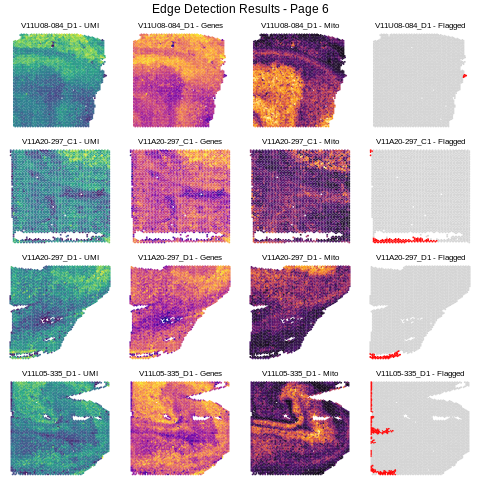 Edge Detection Results - Page 6
V11U08-084_D1 - UMI V11U08-084_D1 - Genes V11U08-084_D1 - Mito V11U08-084_D1 - Flagged
V11A20-297_C1 - UMI V11A20-297_C1 - Genes V11A20-297_C1 - Mito V11A20-297_C1 - Flagged
V11A20-297_D1 - UMI V11A20-297_D1 - Genes V11A20-297_D1 - Mito V11A20-297_D1 - Flagged
V11L05-335_D1 - UMI V11L05-335_D1 - Genes V11L05-335_D1 - Mito V11L05-335_D1 - Flagged